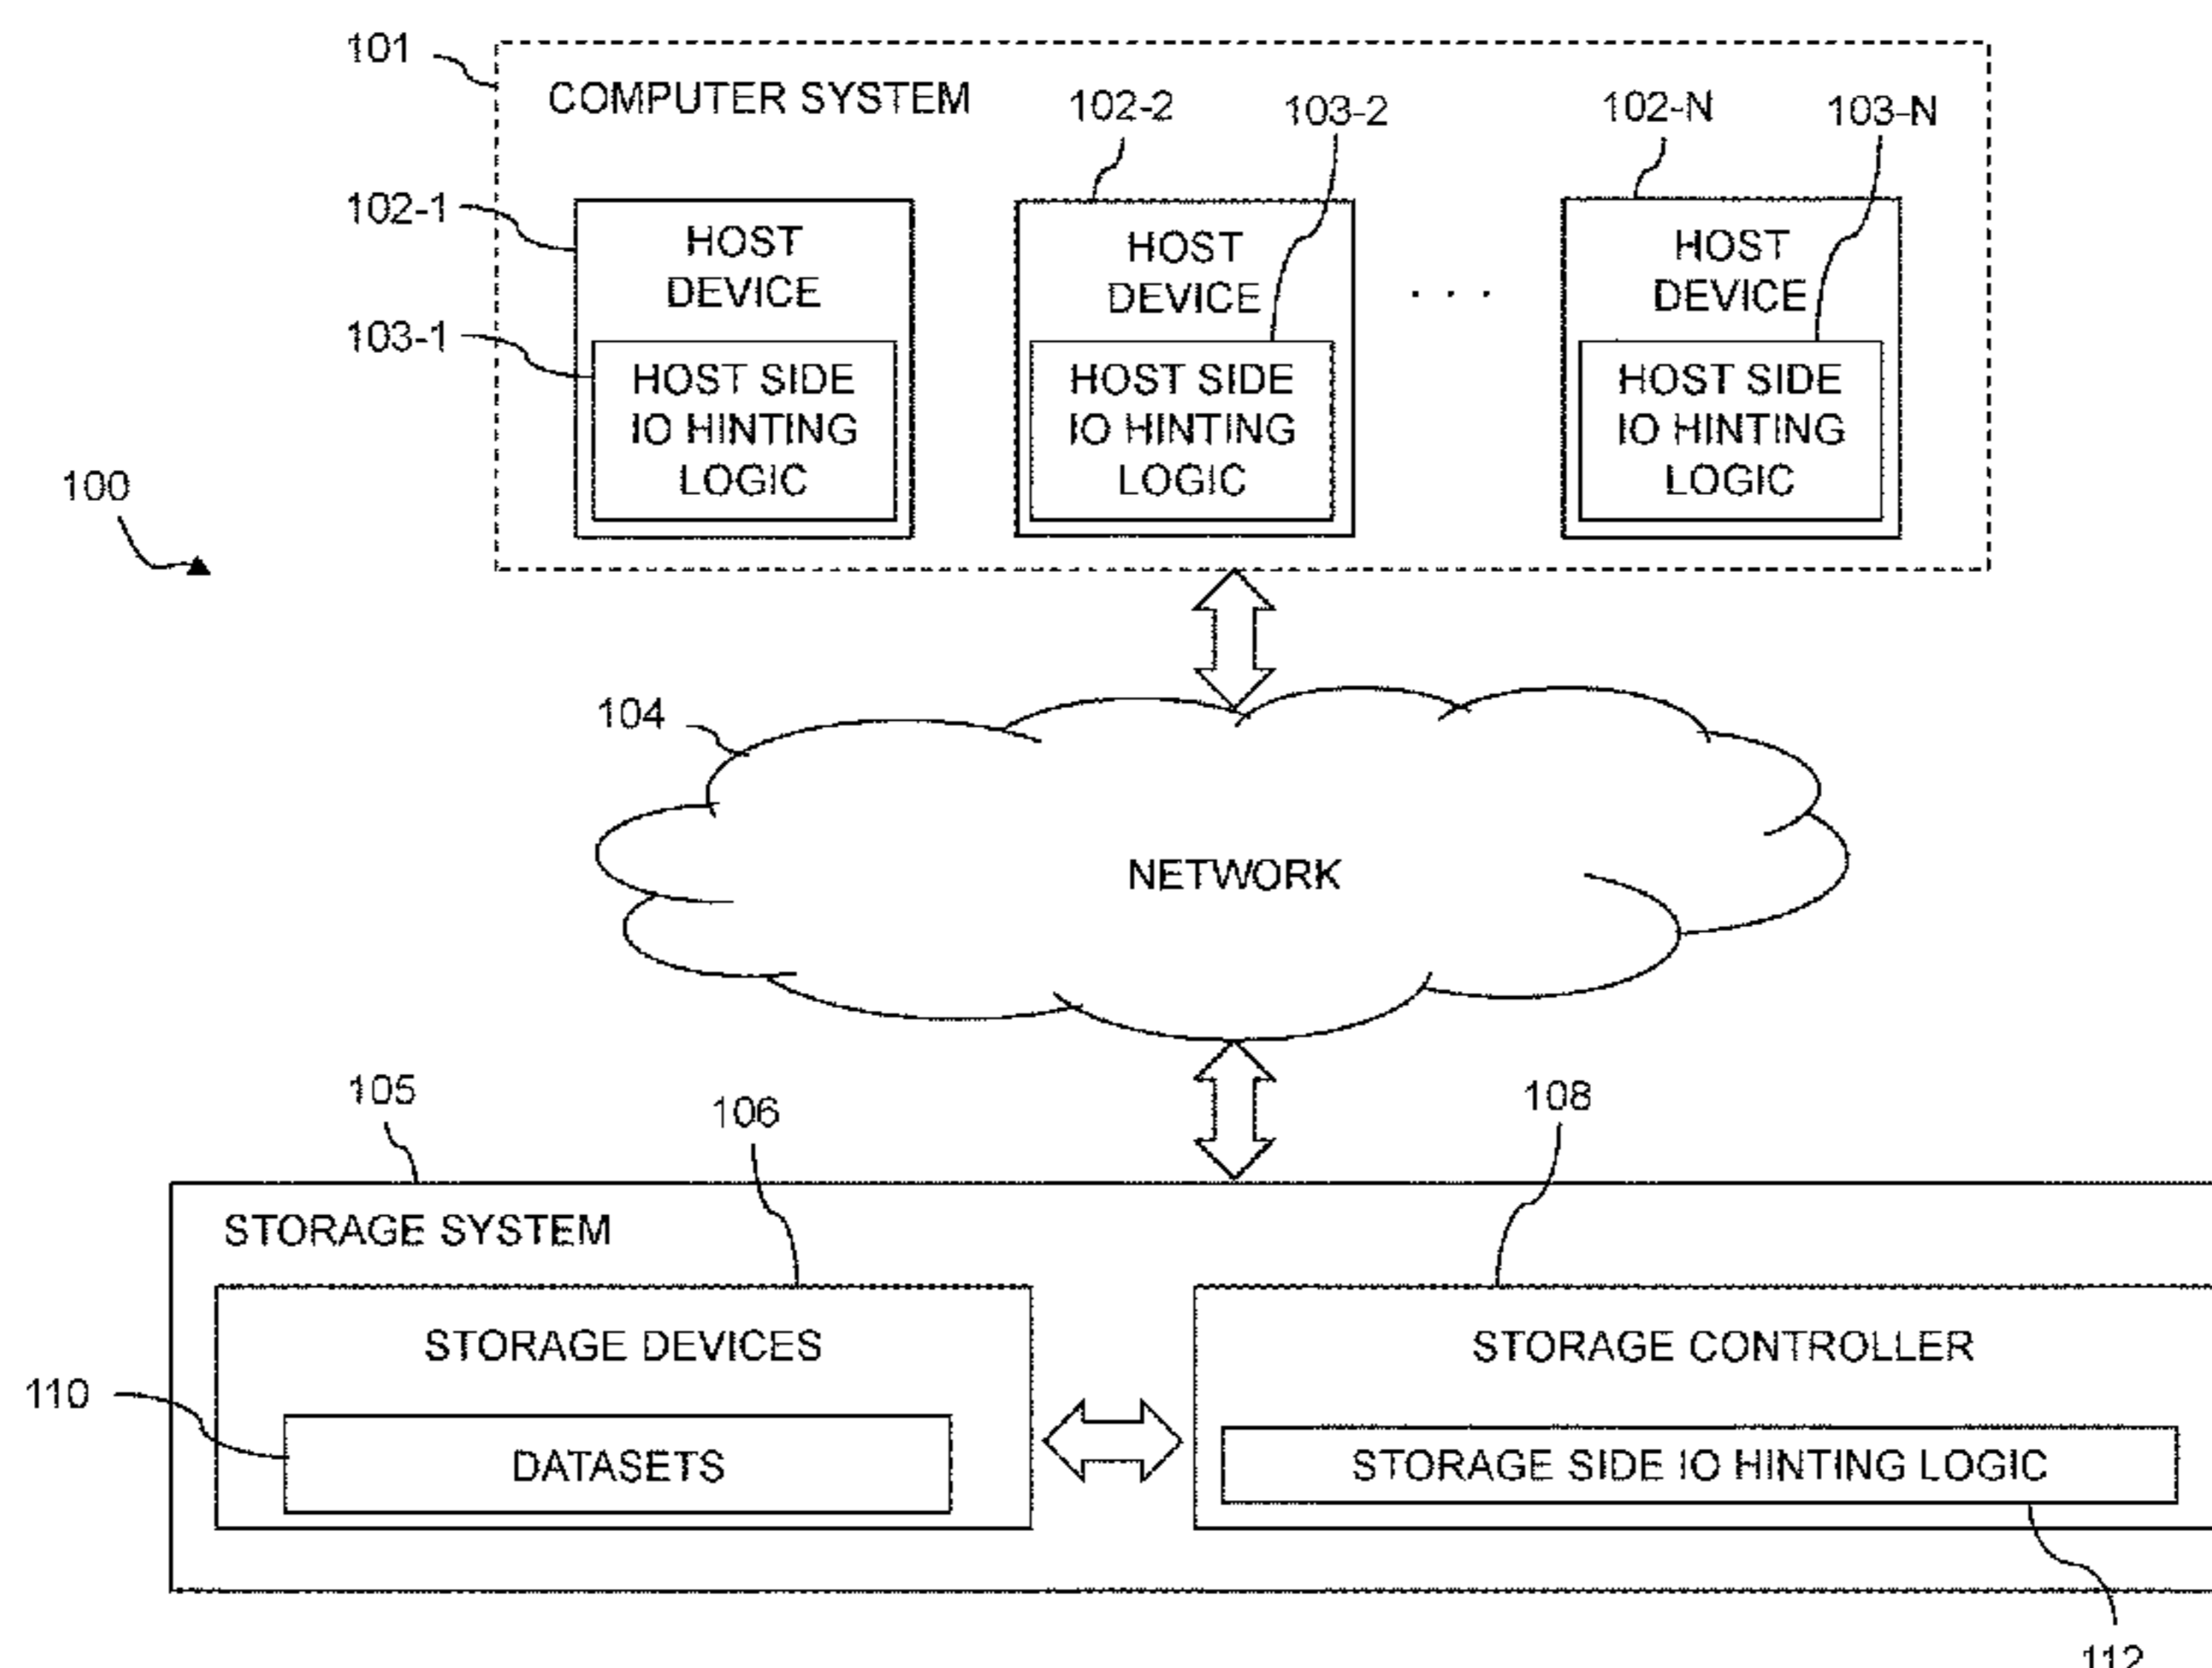 101
COMPUTER SYSTEM
102-2
103-2
102-N
103-N
102-1
HOST
DEVICE
HOST
DEVICE
. . .
HOST
DEVICE
103-1
HOST SIDE
IO HINTING
LOGIC
HOST SIDE
IO HINTING
LOGIC
HOST SIDE
IO HINTING
LOGIC
100
104
NETWORK
105
106
108
STORAGE SYSTEM
STORAGE DEVICES
STORAGE CONTROLLER
110
DATASETS
STORAGE SIDE IO HINTING LOGIC
112